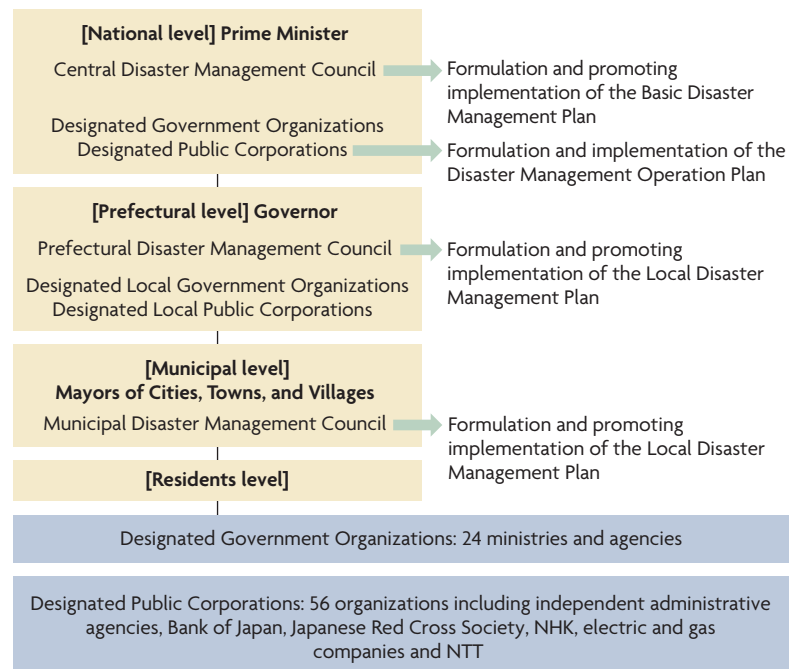 [National level] Prime Minister
Central Disaster Management Council
Formulation and promoting
implementation of the Basic Disaster
Management Plan
Designated Government Organizations
Designated Public Corporations
Formulation and implementation of the
Disaster Management Operation Plan
[Prefectural level] Governor
Prefectural Disaster Management Council
Formulation and promoting
implementation of the Local Disaster
Management Plan
Designated Local Government Organizations
Designated Local Public Corporations
[Municipal level]
Mayors of Cities, Towns, and Villages
Municipal Disaster Management Council
Formulation and promoting
implementation of the Local Disaster
Management Plan
[Residents level]
Designated Government Organizations: 24 ministries and agencies
Designated Public Corporations: 56 organizations including independent administrative
agencies, Bank of Japan, Japanese Red Cross Society, NHK, electric and gas
companies and NTT